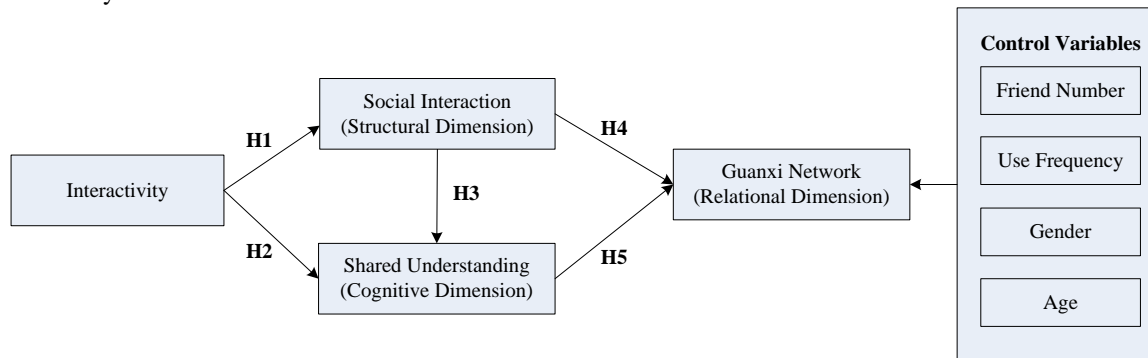 Control Variables
Friend Number
Use Frequency
Gender
Age
Social Interaction
(Structural Dimension)
H1
H4
Interactivity
H3
Guanxi Network
(Relational Dimension)
H2
Shared Understanding
(Cognitive Dimension)
H5